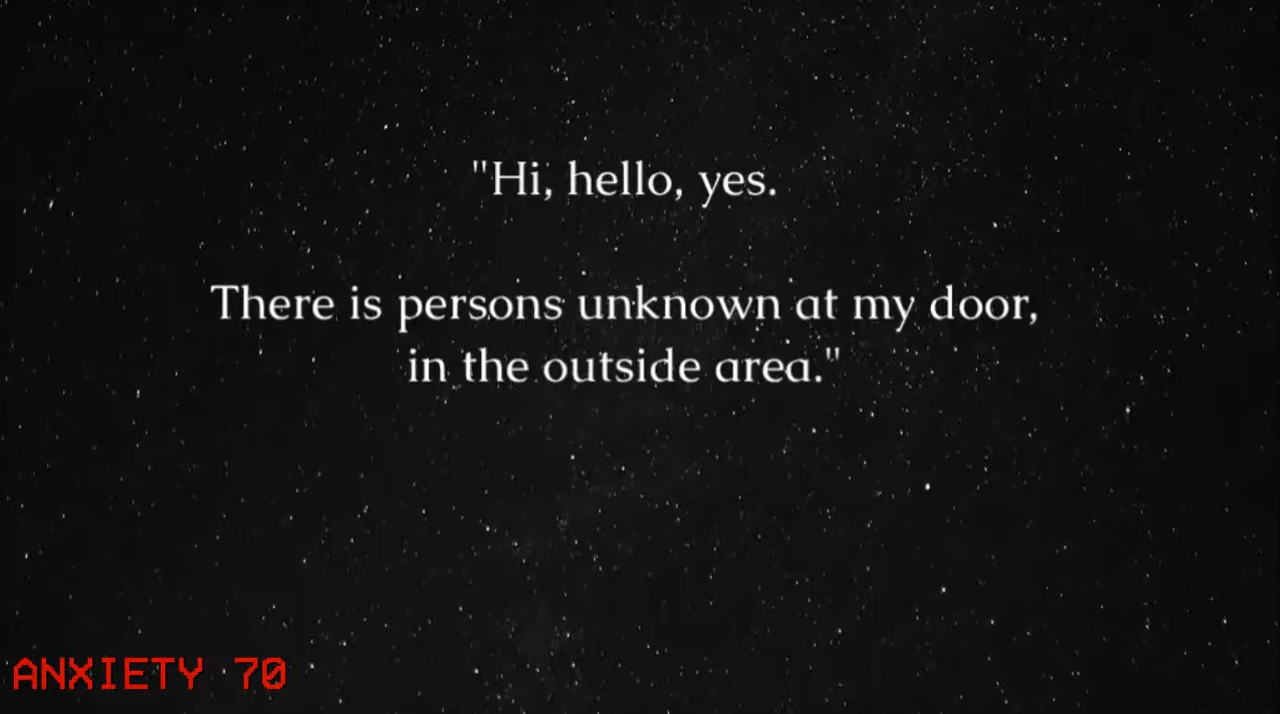 "Hi, hello, yes.
There is persons unknown at my door,
in the outside area."
ANXIETY 70